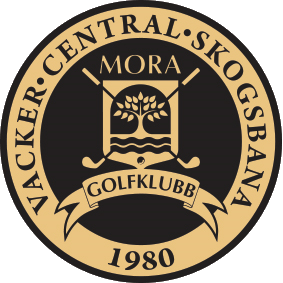 VACKER·CENTRAL·SKOGSBANA
MORA
GOLFKLUBB
1980